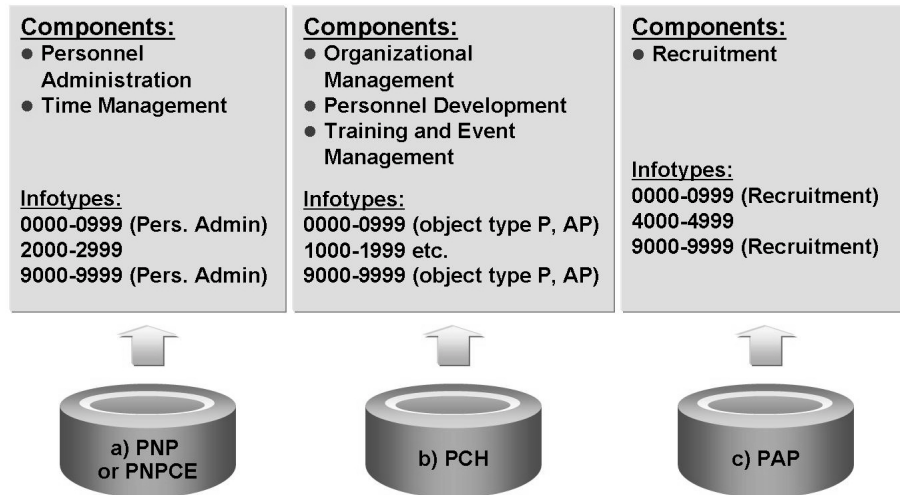 Components:
● Personnel
Administration
● Time Management
Infotypes:
0000-0999 (Pers. Admin)
2000-2999
9000-9999 (Pers. Admin)
a) PNP
or PNPCE
Components:
● Organizational
Management
● Personnel Development
● Training and Event
Management
Infotypes:
0000-0999 (object type P, AP)
1000-1999 etc.
9000-9999 (object type P, AP)
b) PCH
Components:
● Recruitment
Infotypes:
0000-0999 (Recruitment)
4000-4999
9000-9999 (Recruitment)
c) PAP